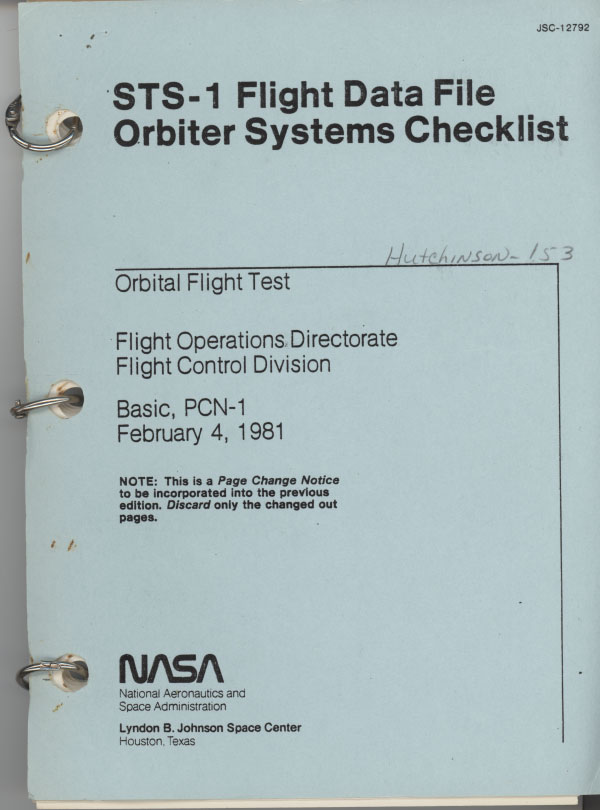 JSC-12792
STS-1 Flight Data File
Orbiter Systems Checklist
Hutchinson-153
Orbital Flight Test
Flight Operations Directorate
Flight Control Division
Basic, PCN-1
February 4, 1981
NOTE: This is a Page Change Notice
to be incorporated into the previous
edition. Discard only the changed out
pages.
NASA
National Aeronautics and
Space Administration
Lyndon B. Johnson Space Center
Houston, Texas